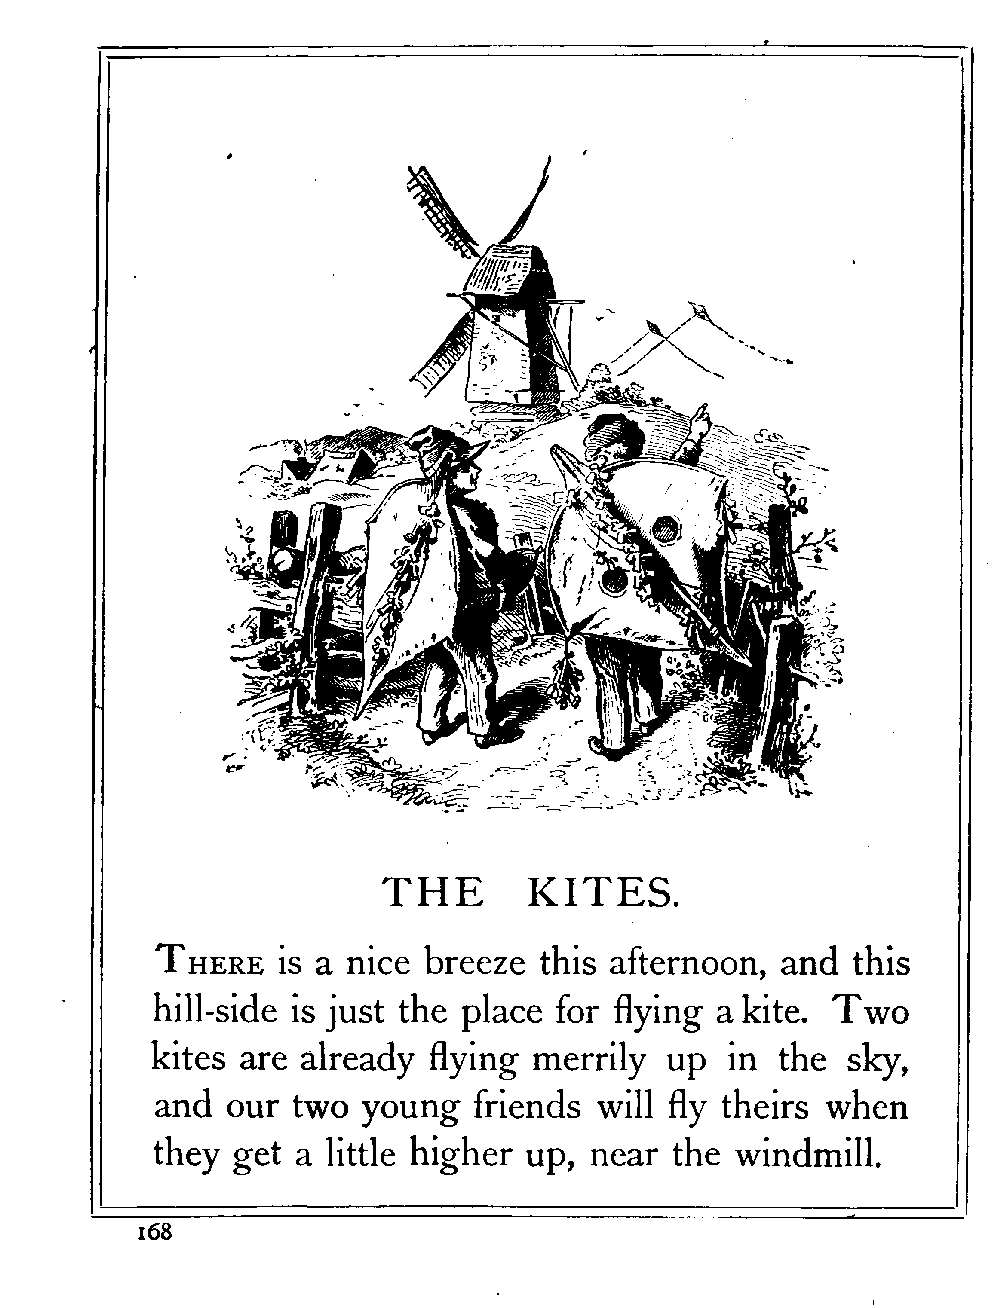 THE KITES.
THERE is a nice breeze this afternoon, and this
hill-side is just the place for flying a kite. Two
kites are already flying merrily up in the sky,
and our two young friends will fly theirs when
they get a little higher up, near the windmill.
168